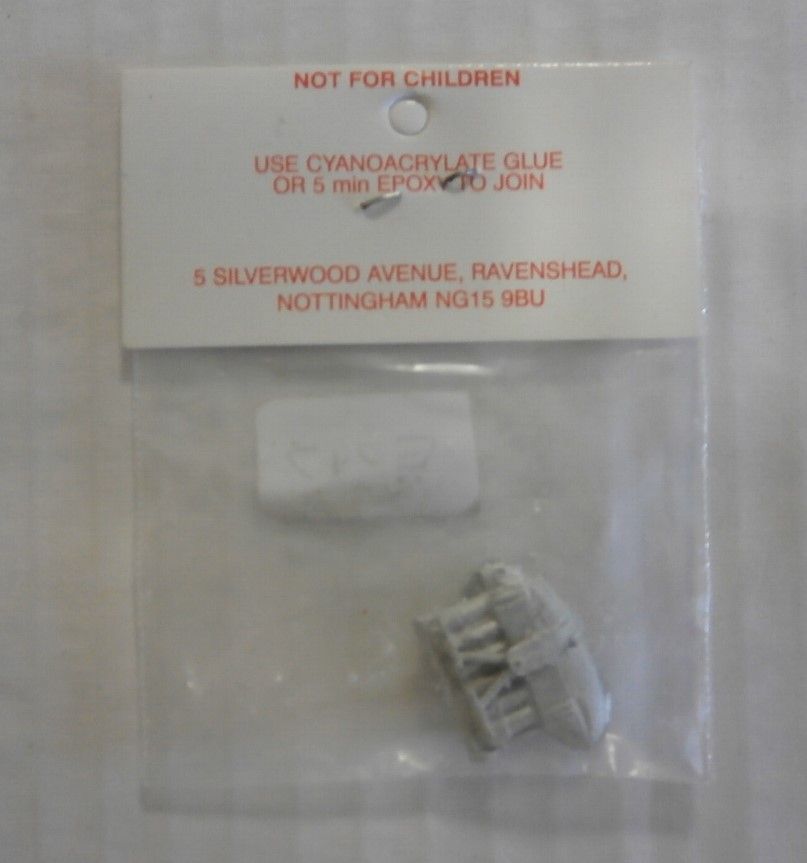 NOT FOR CHILDREN
USE CYANOACRYLATE GLUE
OR 5 min EPOXY TO JOIN
5 SILVERWOOD AVENUE, RAVENSHEAD,
NOTTINGHAM NG15 9BU